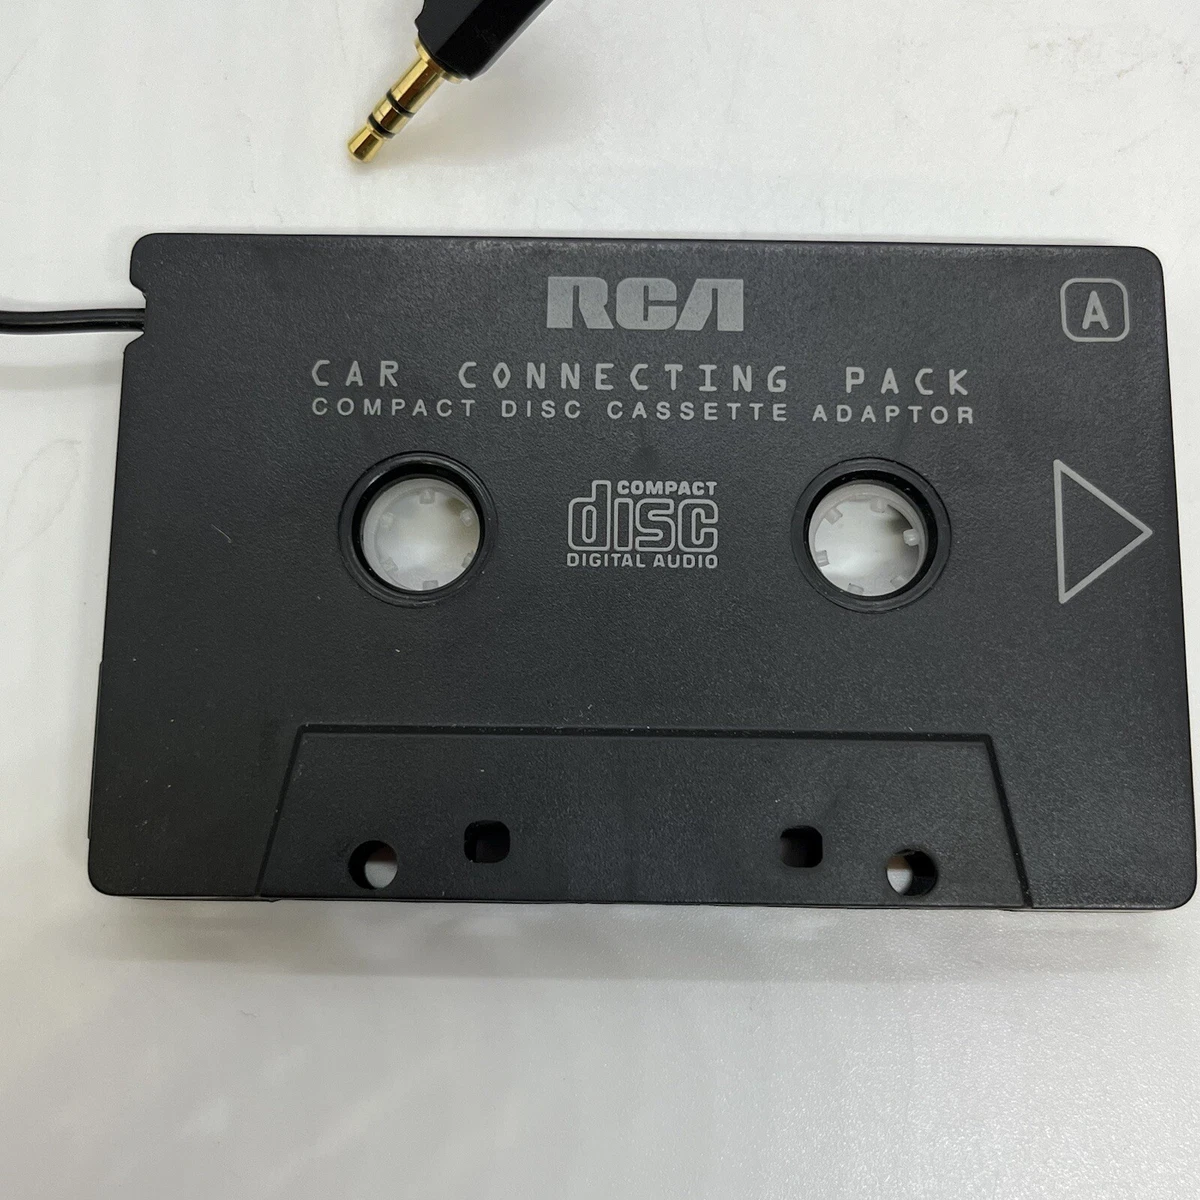 RCA
A
CAR CONNECTING PACK
COMPACT DISC CASSETTE ADAPTOR
COMPACT
disc
DIGITAL AUDIO